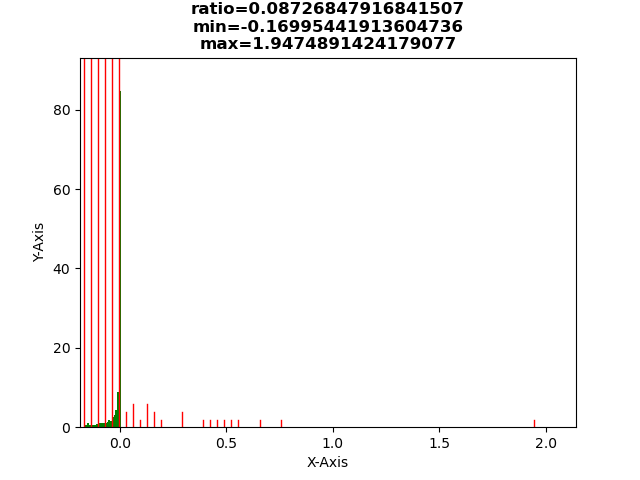 ratio=0.08726847916841507
min=-0.16995441913604736
max=1.9474891424179077
80
60
40
20
0
Y-Axis
0.0 0.5 1.0 1.5 2.0
X-Axis